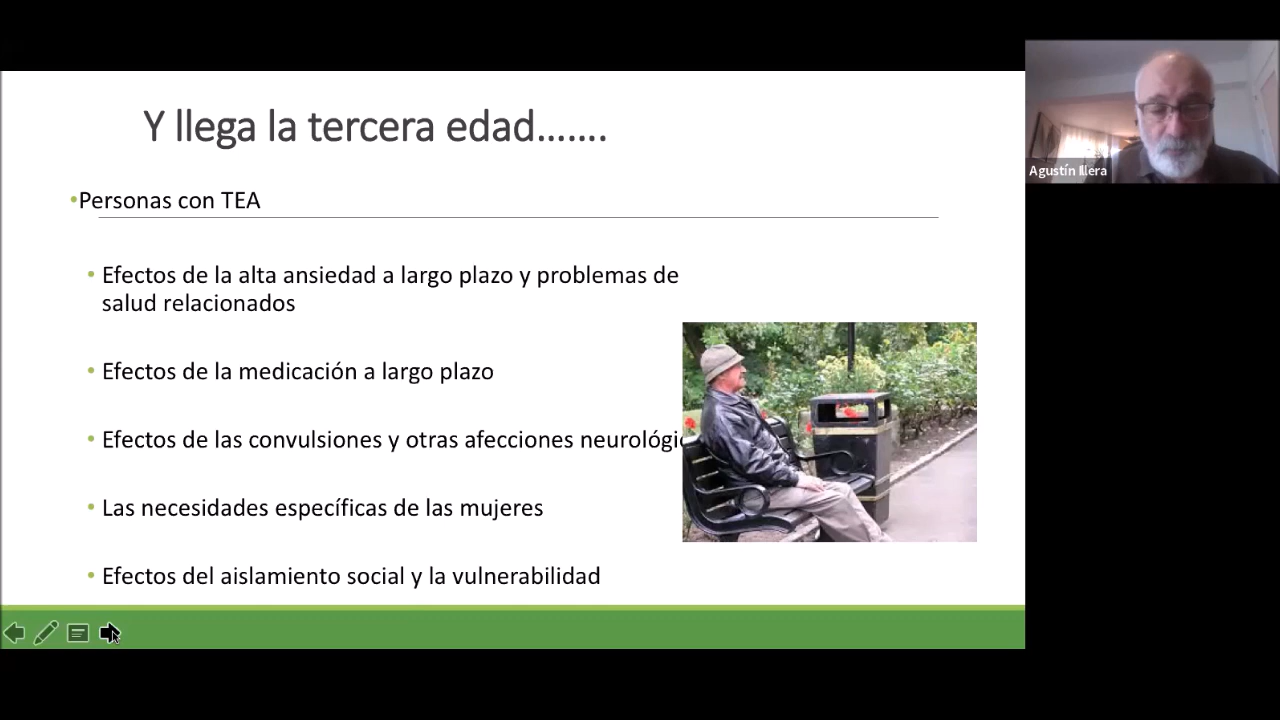 Y llega la tercera edad.......
Agustín Illera
•Personas con TEA
• Efectos de la alta ansiedad a largo plazo y problemas de
salud relacionados
• Efectos de la medicación a largo plazo
• Efectos de las convulsiones y otras afecciones
• Las necesidades específicas de las mujeres
• Efectos del aislamiento social y la vulnerabilidad